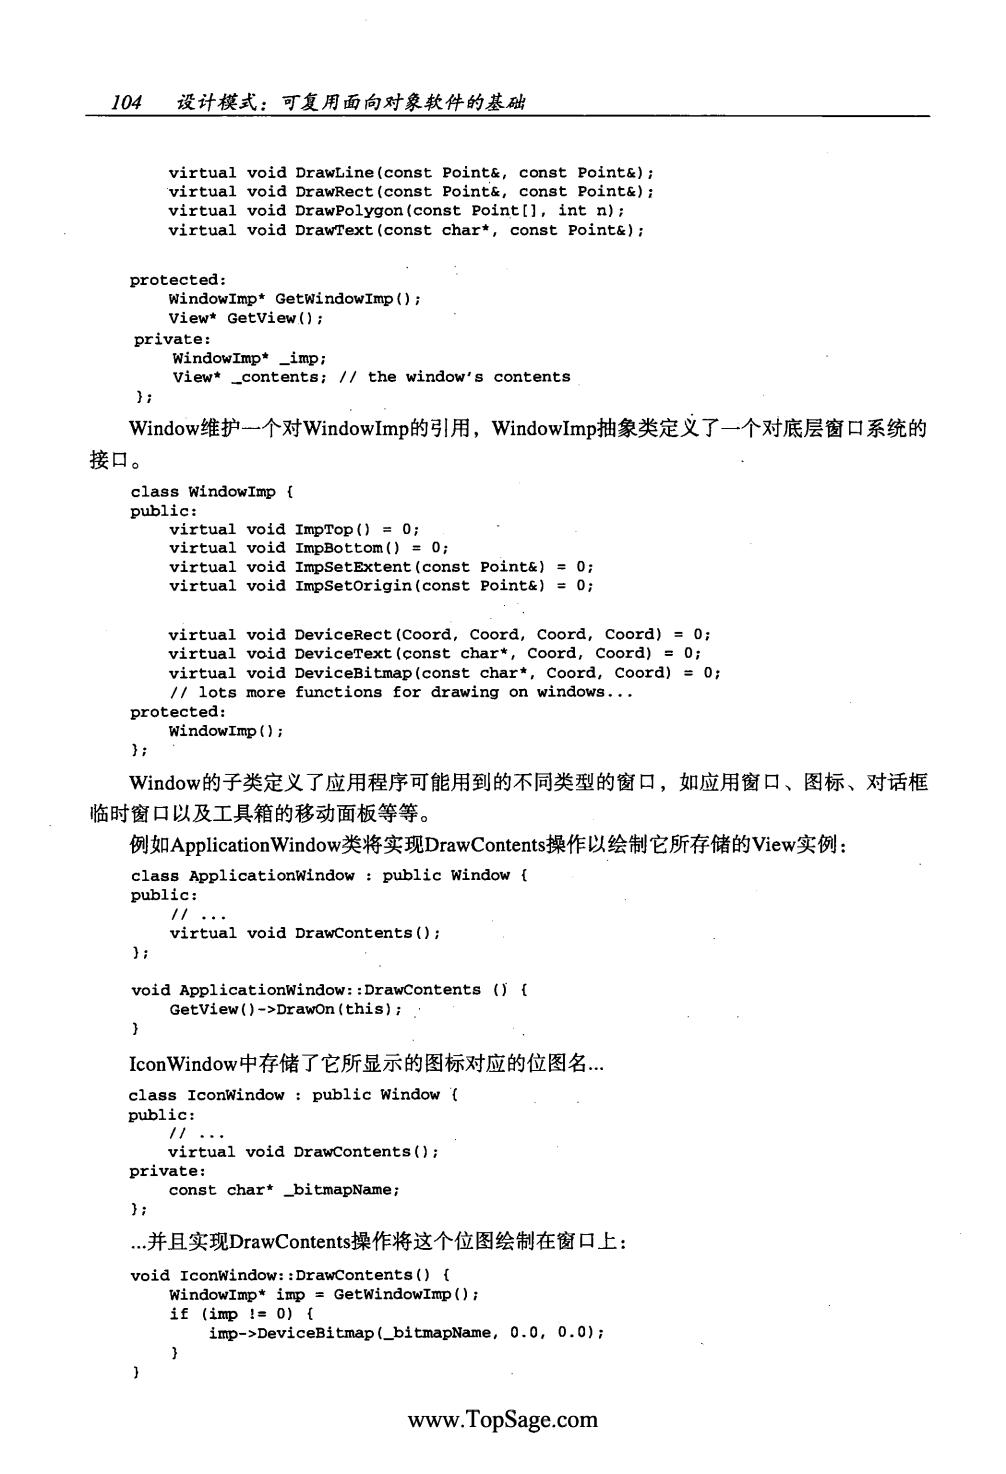 104 设计模式：可复用面向对象软件的基础
virtual void DrawLine(const Point&, const Point&);
virtual void DrawRect(const Point&, const Point&);
virtual void DrawPolygon(const Point[], int n);
virtual void DrawText(const char*, const Point&);
protected:
WindowImp* GetWindowImp();
View* GetView();
private:
WindowImp* _imp;
View* _contents; // the window's contents
};
Window维护一个对WindowImp的引用，WindowImp抽象类定义了一个对底层窗口系统的
接口。
class WindowImp {
public:
virtual void ImpTop() = 0;
virtual void ImpBottom() = 0;
virtual void ImpSetExtent(const Point&) = 0;
virtual void ImpSetOrigin(const Point&) = 0;
virtual void DeviceRect(Coord, Coord, Coord, Coord) = 0;
virtual void DeviceText(const char*, Coord, Coord) = 0;
virtual void DeviceBitmap(const char*, Coord, Coord) = 0;
// lots more functions for drawing on windows...
protected:
WindowImp();
};
Window的子类定义了应用程序可能用到的不同类型的窗口，如应用窗口、图标、对话框
临时窗口以及工具箱的移动面板等等。
例如ApplicationWindow类将实现DrawContents操作以绘制它所存储的View实例：
class ApplicationWindow : public Window {
public:
// ...
virtual void DrawContents();
};
void ApplicationWindow::DrawContents () {
GetView()->DrawOn(this);
}
IconWindow中存储了它所显示的图标对应的位图名...
class IconWindow : public Window {
public:
// ...
virtual void DrawContents();
private:
const char* _bitmapName;
};
...并且实现DrawContents操作将这个位图绘制在窗口上：
void IconWindow::DrawContents() {
WindowImp* imp = GetWindowImp();
if (imp != 0) {
imp->DeviceBitmap(_bitmapName, 0.0, 0.0);
}
}
www.TopSage.com